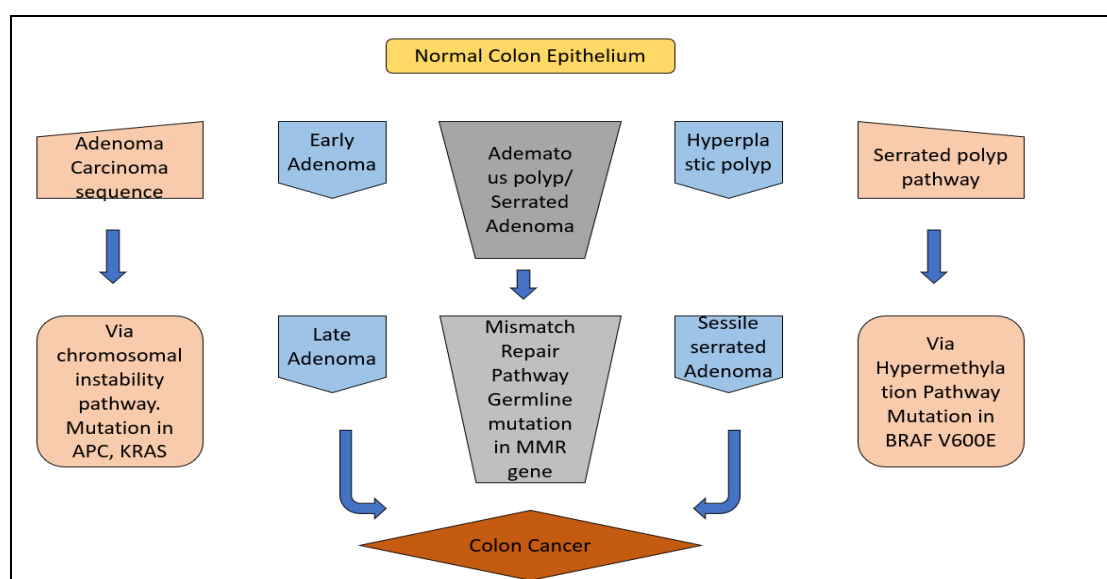 Normal Colon Epithelium
Adenoma
Carcinoma
sequence
Early
Adenoma
Ademato
us polyp/
Serrated
Adenoma
Hyperpla
stic polyp
Serrated polyp
pathway
Via
chromosomal
instability
pathway.
Mutation in
APC, KRAS
Late
Adenoma
Mismatch
Repair
Pathway
Germline
mutation
in MMR
gene
Sessile
serrated
Adenoma
Via
Hypermethyla
tion Pathway
Mutation in
BRAF V600E
Colon Cancer